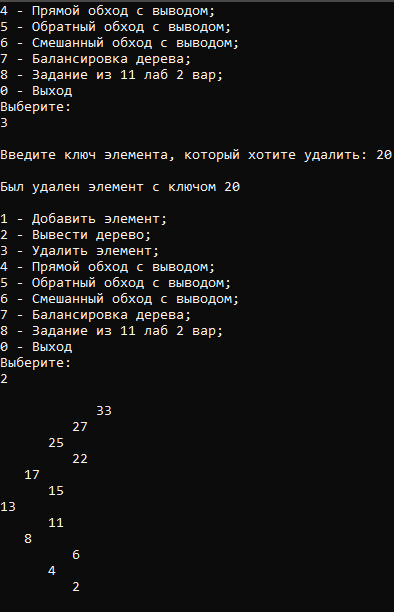 4 - Прямой обход с выводом;
5 - Обратный обход с выводом;
6 - Смешанный обход с выводом;
7 - Балансировка дерева;
8 - Задание из 11 лаб 2 вар;
0 - Выход
Выберите:
3
Введите ключ элемента, который хотите удалить: 20
Был удален элемент с ключом 20
1 - Добавить элемент;
2 - Вывести дерево;
3 - Удалить элемент;
4 - Прямой обход с выводом;
5 - Обратный обход с выводом;
6 - Смешанный обход с выводом;
7 - Балансировка дерева;
8 - Задание из 11 лаб 2 вар;
0 - Выход
Выберите:
2
33
27
25
22
17
15
13
11
8
6
4
2